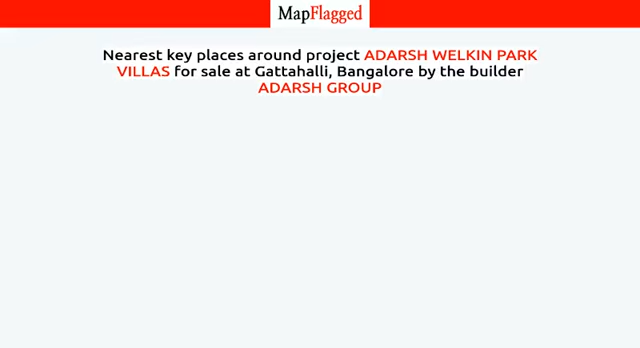 MapFlagged
Nearest key places around project ADARSH WELKIN PARK
VILLAS for sale at Gattahalli, Bangalore by the builder
ADARSH GROUP